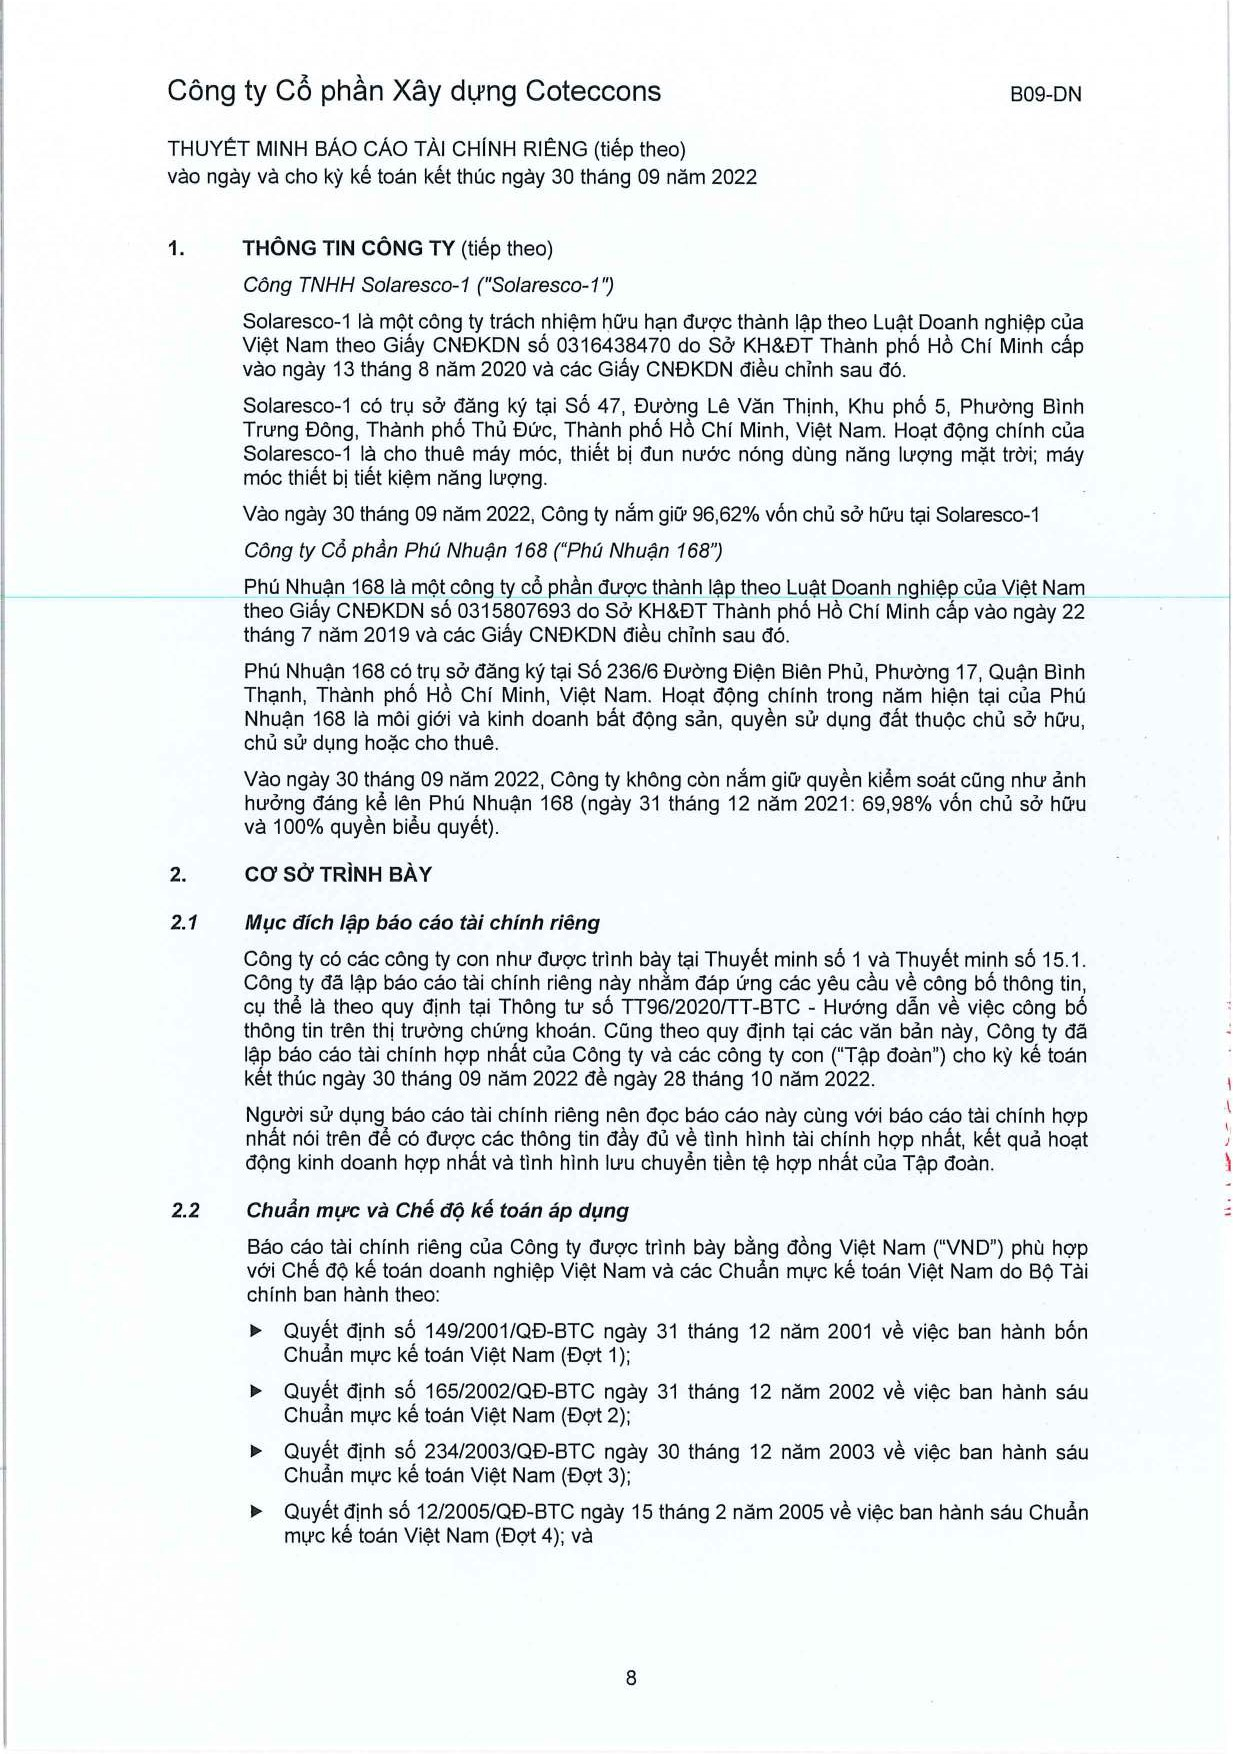 Công ty Cổ phần Xây dựng Coteccons B09-DN
THUYẾT MINH BÁO CÁO TÀI CHÍNH RIÊNG (tiếp theo)
vào ngày và cho kỳ kế toán kết thúc ngày 30 tháng 09 năm 2022
1. THÔNG TIN CÔNG TY (tiếp theo)
Công TNHH Solaresco-1 ("Solaresco-1")
Solaresco-1 là một công ty trách nhiệm hữu hạn được thành lập theo Luật Doanh nghiệp của
Việt Nam theo Giấy CNĐKDN số 0316438470 do Sở KH&ĐT Thành phố Hồ Chí Minh cấp
vào ngày 13 tháng 8 năm 2020 và các Giấy CNĐKDN điều chỉnh sau đó.
Solaresco-1 có trụ sở đăng ký tại Số 47, Đường Lê Văn Thịnh, Khu phố 5, Phường Bình
Trưng Đông, Thành phố Thủ Đức, Thành phố Hồ Chí Minh, Việt Nam. Hoạt động chính của
Solaresco-1 là cho thuê máy móc, thiết bị đun nước nóng dùng năng lượng mặt trời; máy
móc thiết bị tiết kiệm năng lượng.
Vào ngày 30 tháng 09 năm 2022, Công ty nắm giữ 96,62% vốn chủ sở hữu tại Solaresco-1
Công ty Cổ phần Phú Nhuận 168 (“Phú Nhuận 168”)
Phú Nhuận 168 là một công ty cổ phần được thành lập theo Luật Doanh nghiệp của Việt Nam
theo Giấy CNĐKDN số 0315807693 do Sở KH&ĐT Thành phố Hồ Chí Minh cấp vào ngày 22
tháng 7 năm 2019 và các Giấy CNĐKDN điều chỉnh sau đó.
Phú Nhuận 168 có trụ sở đăng ký tại Số 236/6 Đường Điện Biên Phủ, Phường 17, Quận Bình
Thạnh, Thành phố Hồ Chí Minh, Việt Nam. Hoạt động chính trong năm hiện tại của Phú
Nhuận 168 là môi giới và kinh doanh bất động sản, quyền sử dụng đất thuộc chủ sở hữu,
chủ sử dụng hoặc cho thuê.
Vào ngày 30 tháng 09 năm 2022, Công ty không còn nắm giữ quyền kiểm soát cũng như ảnh
hưởng đáng kể lên Phú Nhuận 168 (ngày 31 tháng 12 năm 2021: 69,98% vốn chủ sở hữu
và 100% quyền biểu quyết).
2. CƠ SỞ TRÌNH BÀY
2.1 Mục đích lập báo cáo tài chính riêng
Công ty có các công ty con như được trình bày tại Thuyết minh số 1 và Thuyết minh số 15.1.
Công ty đã lập báo cáo tài chính riêng này nhằm đáp ứng các yêu cầu về công bố thông tin,
cụ thể là theo quy định tại Thông tư số TT96/2020/TT-BTC - Hướng dẫn về việc công bố
thông tin trên thị trường chứng khoán. Cũng theo quy định tại các văn bản này, Công ty đã
lập báo cáo tài chính hợp nhất của Công ty và các công ty con (“Tập đoàn”) cho kỳ kế toán
kết thúc ngày 30 tháng 09 năm 2022 đề ngày 28 tháng 10 năm 2022.
Người sử dụng báo cáo tài chính riêng nên đọc báo cáo này cùng với báo cáo tài chính hợp
nhất nói trên để có được các thông tin đầy đủ về tình hình tài chính hợp nhất, kết quả hoạt
động kinh doanh hợp nhất và tình hình lưu chuyển tiền tệ hợp nhất của Tập đoàn.
2.2 Chuẩn mực và Chế độ kế toán áp dụng
Báo cáo tài chính riêng của Công ty được trình bày bằng đồng Việt Nam (“VND”) phù hợp
với Chế độ kế toán doanh nghiệp Việt Nam và các Chuẩn mực kế toán Việt Nam do Bộ Tài
chính ban hành theo:
► Quyết định số 149/2001/QĐ-BTC ngày 31 tháng 12 năm 2001 về việc ban hành bốn
Chuẩn mực kế toán Việt Nam (Đợt 1);
► Quyết định số 165/2002/QĐ-BTC ngày 31 tháng 12 năm 2002 về việc ban hành sáu
Chuẩn mực kế toán Việt Nam (Đợt 2);
► Quyết định số 234/2003/QĐ-BTC ngày 30 tháng 12 năm 2003 về việc ban hành sáu
Chuẩn mực kế toán Việt Nam (Đợt 3);
► Quyết định số 12/2005/QĐ-BTC ngày 15 tháng 2 năm 2005 về việc ban hành sáu Chuẩn
mực kế toán Việt Nam (Đợt 4); và
8